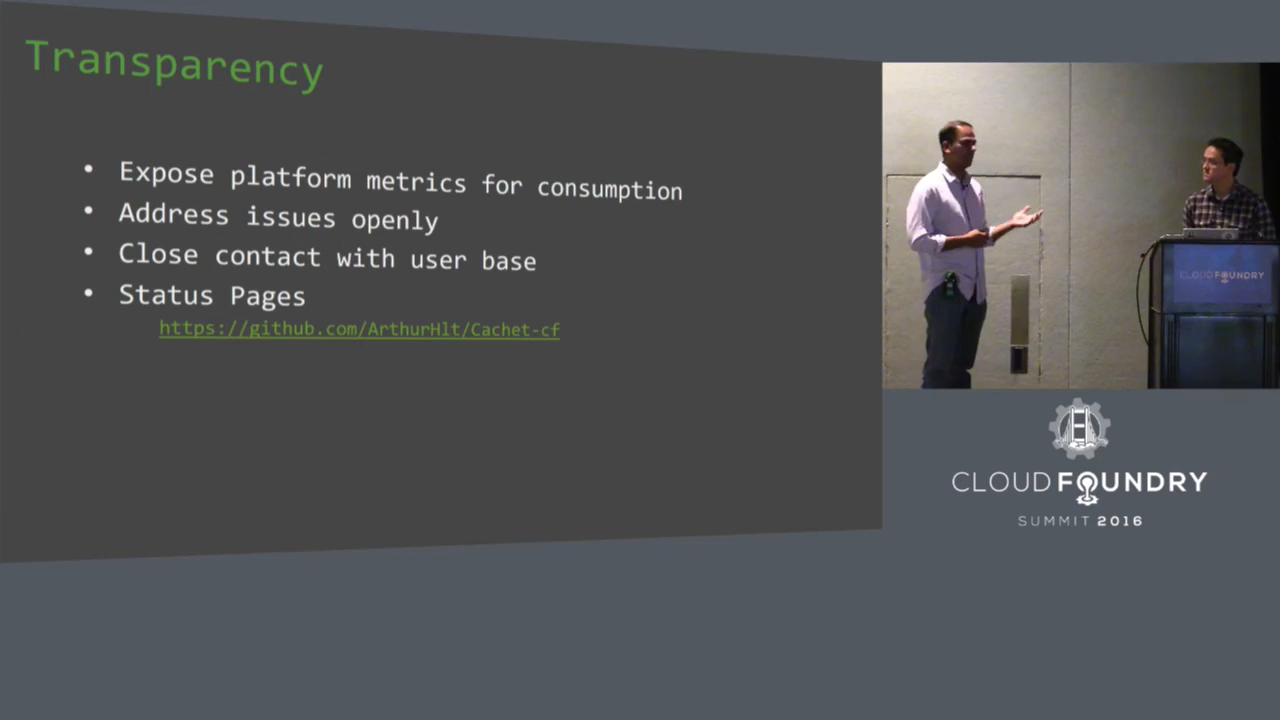 Transparency
• Expose platform metrics for consumption
• Address issues openly
• Close contact with user base
• Status Pages
https://github.com/ArthurHlt/Cachet-cf
CLOUD FOUNDRY
CLOUD FOUNDRY
SUMMIT 2016